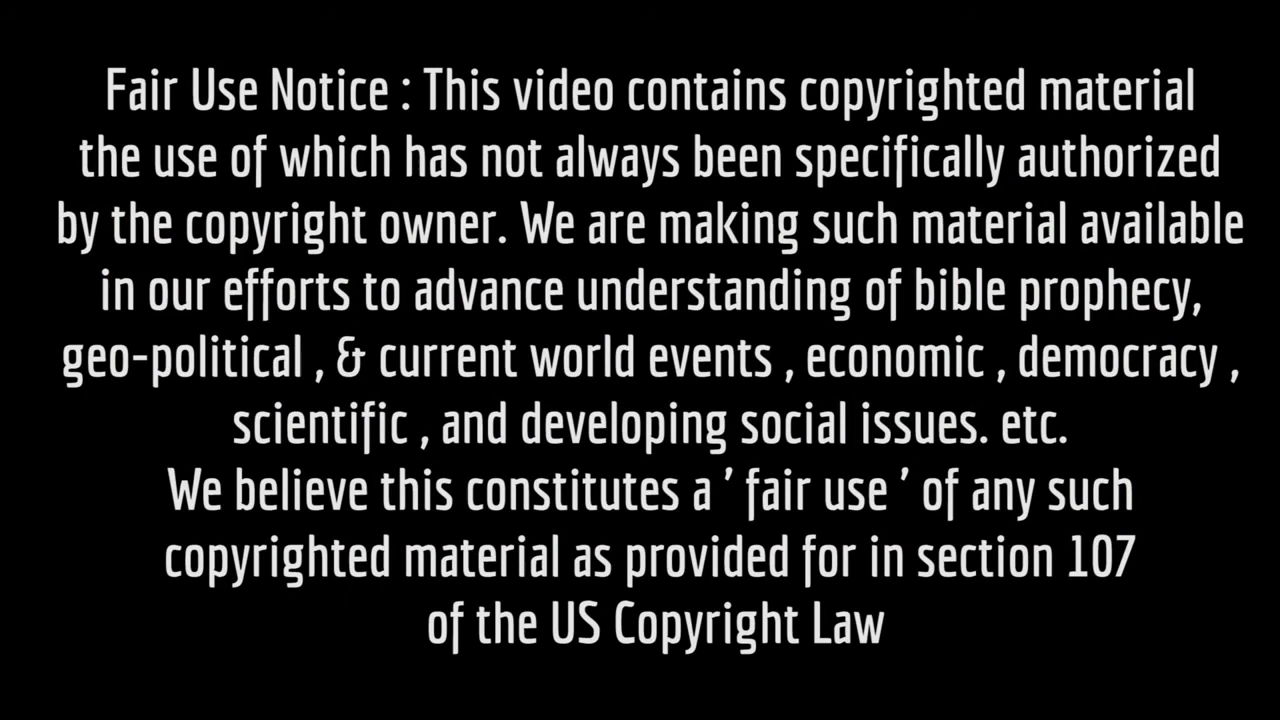 Fair Use Notice : This video contains copyrighted material
the use of which has not always been specifically authorized
by the copyright owner. We are making such material available
in our efforts to advance understanding of bible prophecy,
geo-political , & current world events , economic , democracy ,
scientific , and developing social issues. etc.
We believe this constitutes a ' fair use ' of any such
copyrighted material as provided for in section 107
of the US Copyright Law